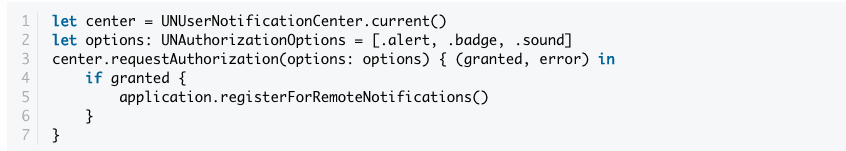 1 let center = UNUserNotificationCenter.current()
2 let options: UNAuthorizationOptions = [.alert, .badge, .sound]
3 center.requestAuthorization(options: options) { (granted, error) in
4     if granted {
5         application.registerForRemoteNotifications()
6     }
7 }